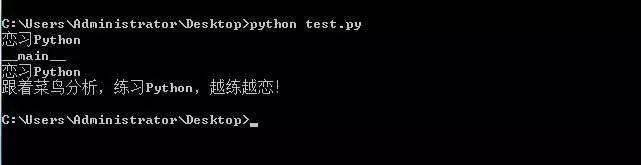 C:\Users\Administrator\Desktop>python test.py
恋习Python
__main__
恋习Python
跟着菜鸟分析，练习Python，越练越恋！
C:\Users\Administrator\Desktop>_